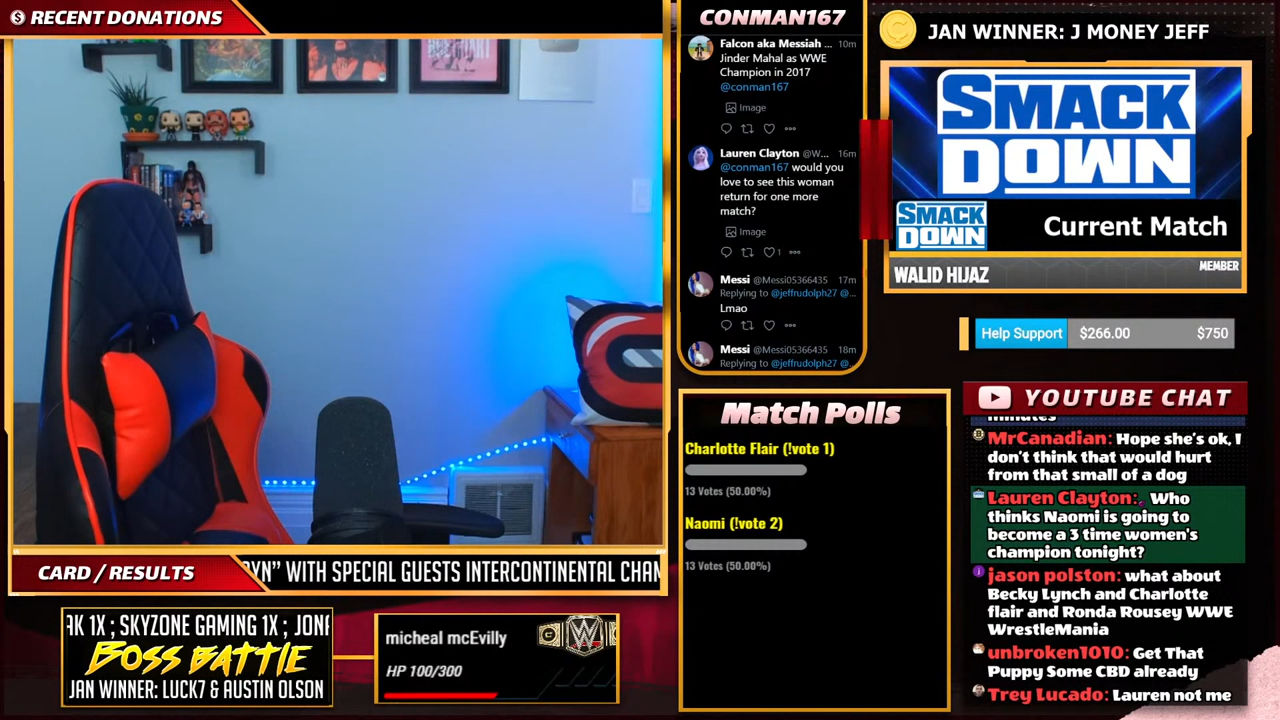 RECENT DONATIONS
CARD / RESULTS
YN” WITH SPECIAL GUESTS INTERCONTINENTAL CHAM
AK 1X ; SKYZONE GAMING 1X ; JON
BOSS BATTLE
JAN WINNER: LUCK7 & AUSTIN OLSON
micheal mcEvilly
HP 100/300
CONMAN167
Falcon aka Messiah ... 10m
Jinder Mahal as WWE
Champion in 2017
@conman167
Image
Lauren Clayton @W... 16m
@conman167 would you
love to see this woman
return for one more
match?
Image
1
Messi @Messi05366435 17m
Replying to @jeffrudolph27 @...
Lmao
Messi @Messi05366435 18m
Replying to @jeffrudolph27 @...
Match Polls
Charlotte Flair (!vote 1)
13 Votes (50.00%)
Naomi (!vote 2)
13 Votes (50.00%)
JAN WINNER: J MONEY JEFF
SMACK
DOWN
SMACK
DOWN
Current Match
WALID HIJAZ
MEMBER
Help Support $266.00 $750
YOUTUBE CHAT
minutes
MrCanadian: Hope she's ok, I
don't think that would hurt
from that small of a dog
Lauren Clayton: Who
thinks Naomi is going to
become a 3 time women's
champion tonight?
jason polston: what about
Becky Lynch and Charlotte
flair and Ronda Rousey WWE
WrestleMania
unbroken1010: Get That
Puppy Some CBD already
Trey Lucado: Lauren not me